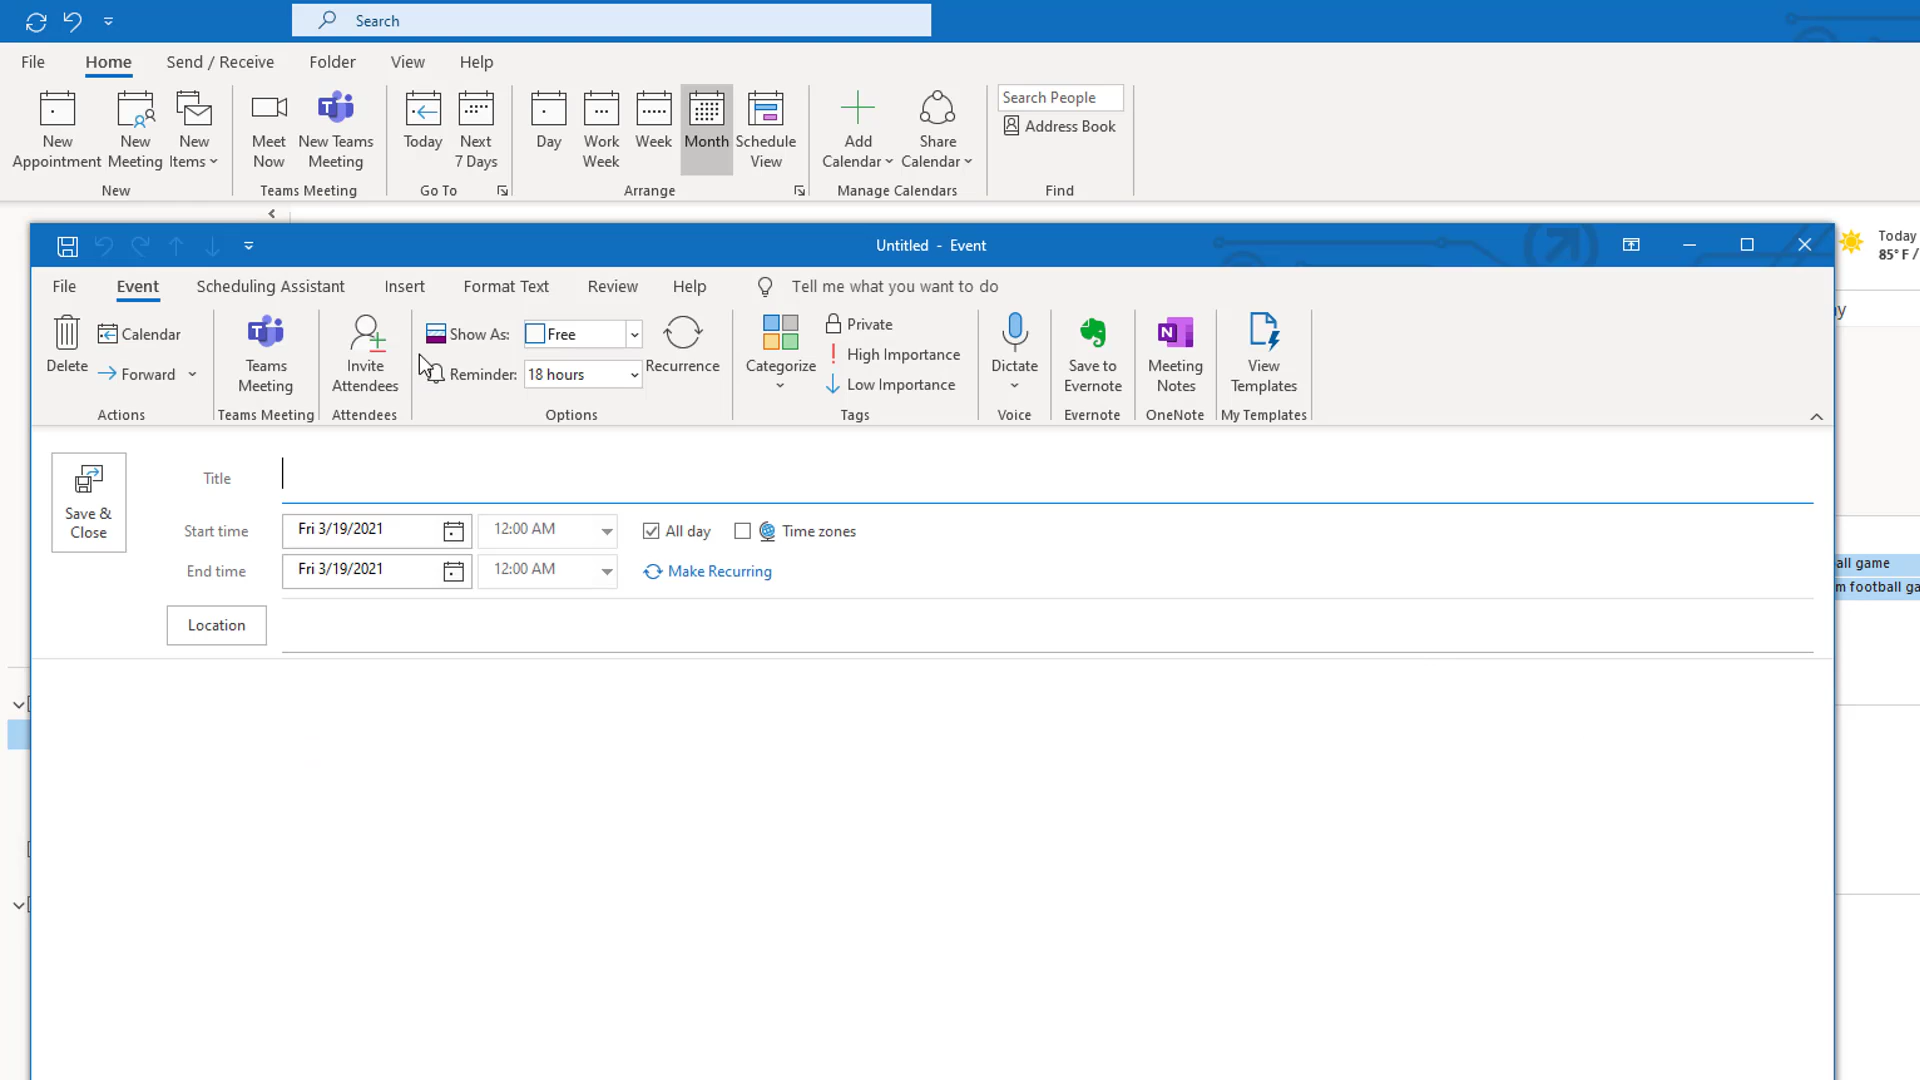 Search
File Home Send / Receive Folder View Help
New Appointment
New Meeting
New Items
New
Meet Now
New Teams Meeting
Teams Meeting
Today
Next 7 Days
Go To
Day
Work Week
Week
Month
Schedule View
Arrange
Add Calendar
Share Calendar
Manage Calendars
Search People
Address Book
Find
Untitled - Event
Today
85° F /
File Event Scheduling Assistant Insert Format Text Review Help Tell me what you want to do
Delete
Calendar
Forward
Actions
Teams Meeting
Teams Meeting
Invite Attendees
Attendees
Show As: Free
Reminder: 18 hours
Recurrence
Options
Categorize
Private
High Importance
Low Importance
Tags
Dictate
Voice
Save to Evernote
Evernote
N
Meeting Notes
OneNote
View Templates
My Templates
Save & Close
Title
Start time Fri 3/19/2021 12:00 AM All day Time zones
End time Fri 3/19/2021 12:00 AM Make Recurring
Location
all game
m football ga